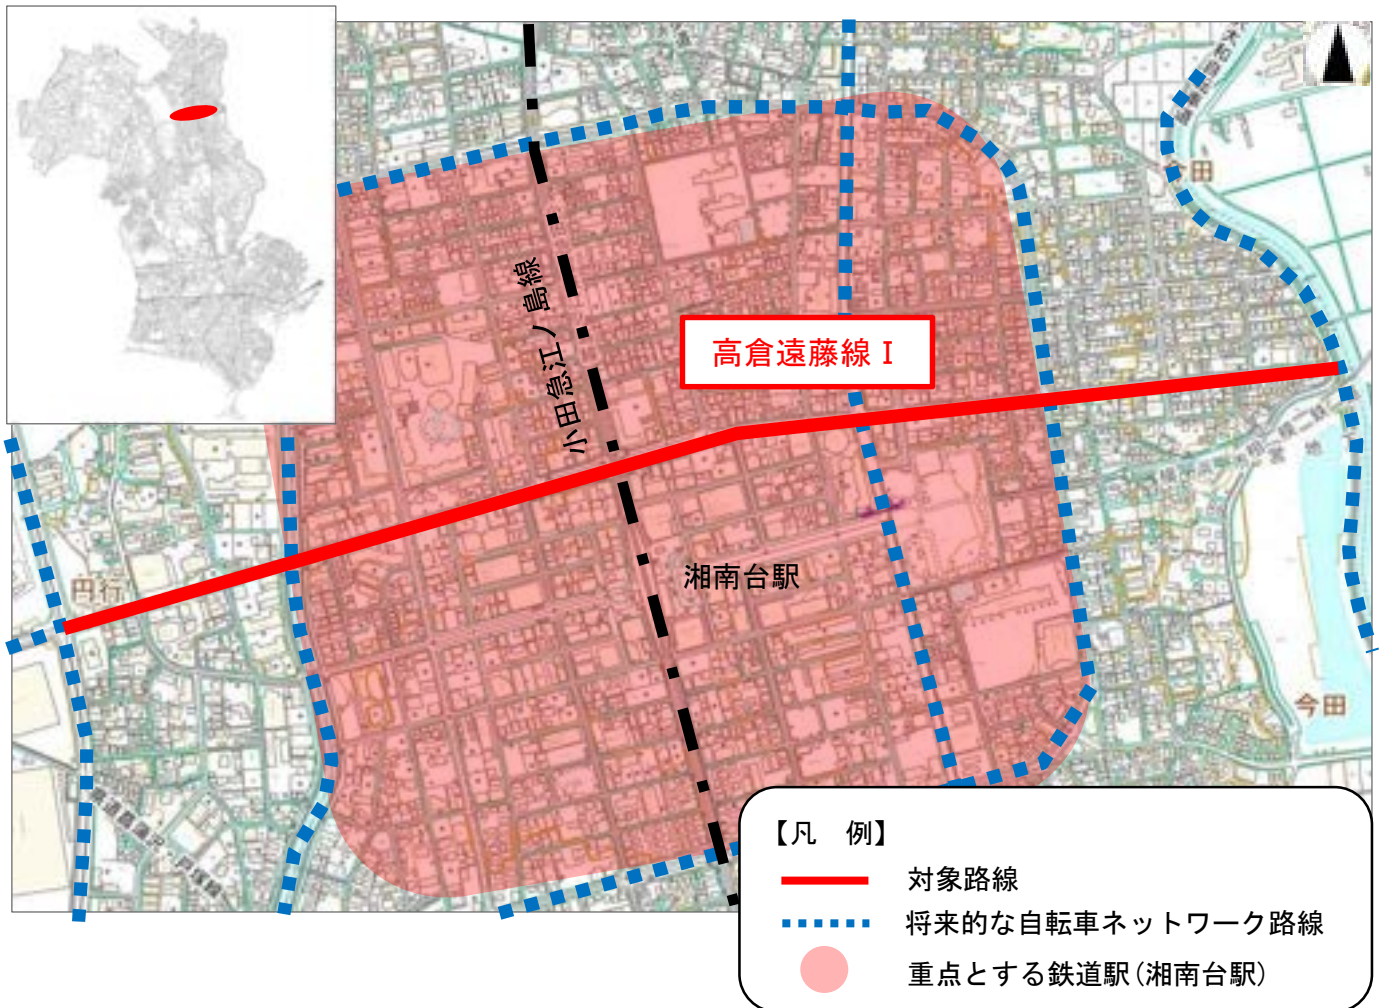 小田急江ノ島線
高倉遠藤線Ⅰ
湘南台駅
円行
今田
【凡　例】
対象路線
将来的な自転車ネットワーク路線
重点とする鉄道駅(湘南台駅)